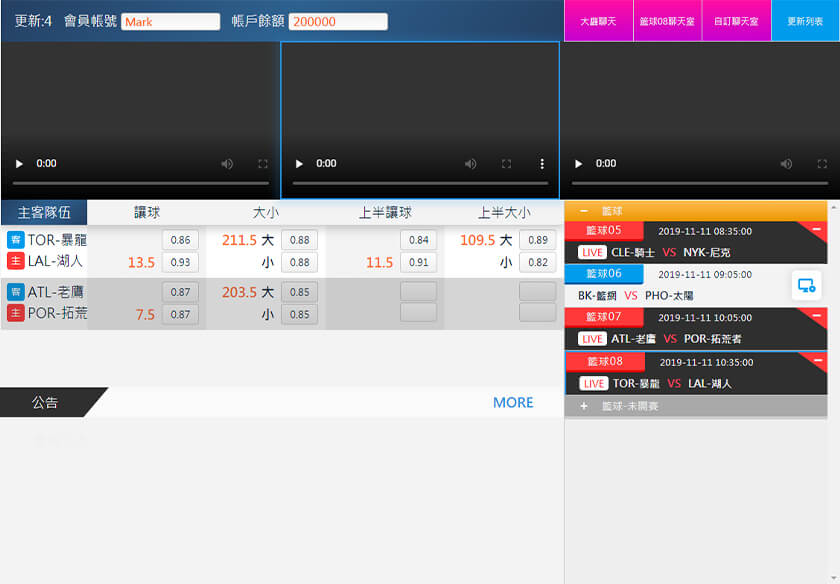 更新:4 會員帳號 Mark 帳戶餘額 200000
大廳聊天 籃球08聊天室 自訂聊天室 更新列表
0:00 0:00 0:00
主客隊伍 讓球 大小 上半讓球 上半大小
客 TOR-暴龍 0.86 211.5 大 0.88 0.84 109.5 大 0.89
主 LAL-湖人 13.5 0.93 小 0.88 11.5 0.91 小 0.82
客 ATL-老鷹 0.87 203.5 大 0.85
主 POR-拓荒 7.5 0.87 小 0.85
公告 MORE
− 籃球
籃球05 2019-11-11 08:35:00
LIVE CLE-騎士 VS NYK-尼克
籃球06 2019-11-11 09:05:00
BK-籃網 VS PHO-太陽
籃球07 2019-11-11 10:05:00
LIVE ATL-老鷹 VS POR-拓荒者
籃球08 2019-11-11 10:35:00
LIVE TOR-暴龍 VS LAL-湖人
+ 籃球-未開賽